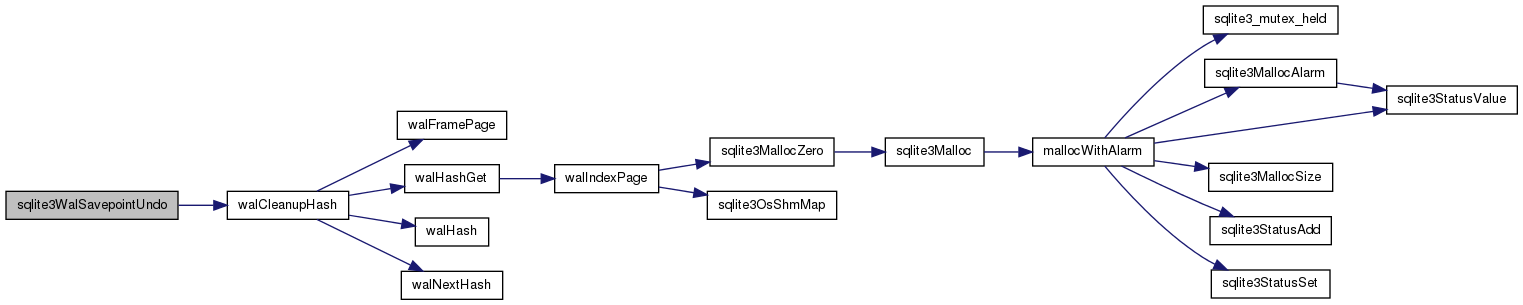 sqlite3WalSavepointUndo
walCleanupHash
walFramePage
walHashGet
walHash
walNextHash
walIndexPage
sqlite3MallocZero
sqlite3OsShmMap
sqlite3Malloc
mallocWithAlarm
sqlite3_mutex_held
sqlite3MallocAlarm
sqlite3StatusValue
sqlite3MallocSize
sqlite3StatusAdd
sqlite3StatusSet